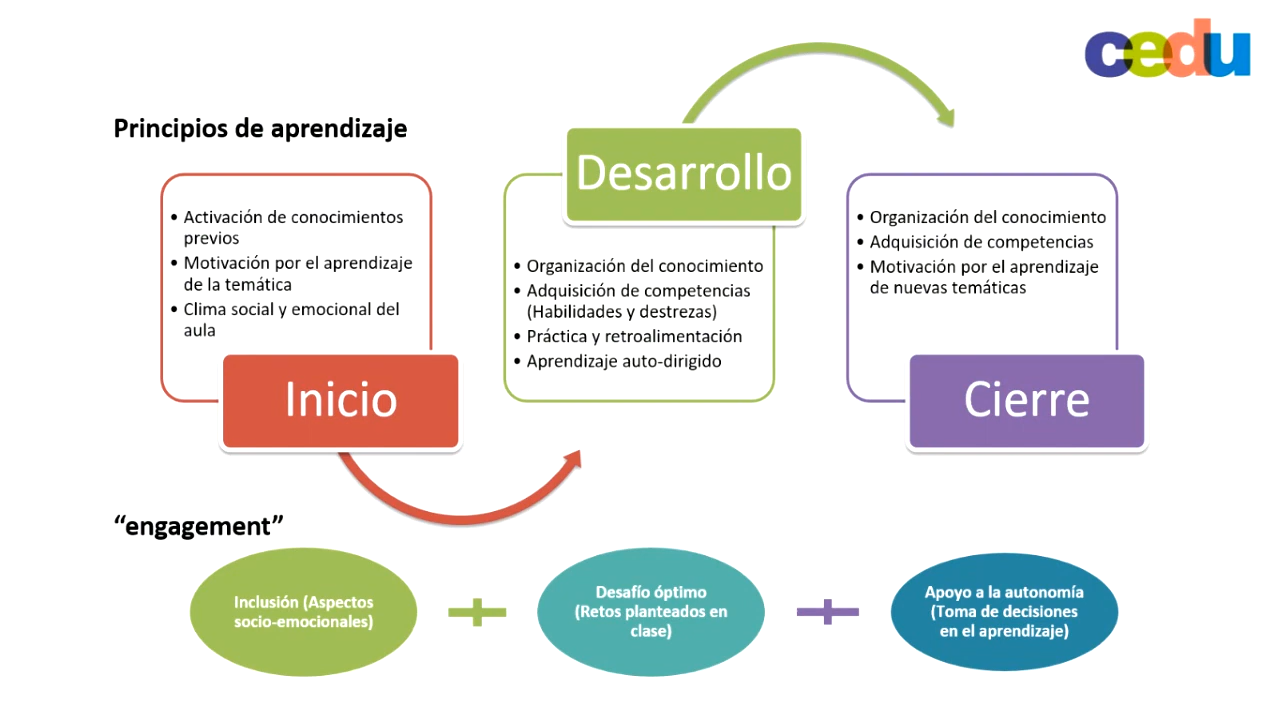 cedu
Principios de aprendizaje
• Activación de conocimientos
previos
• Motivación por el aprendizaje
de la temática
• Clima social y emocional del
aula
Inicio
Desarrollo
• Organización del conocimiento
• Adquisición de competencias
(Habilidades y destrezas)
• Práctica y retroalimentación
• Aprendizaje auto-dirigido
• Organización del conocimiento
• Adquisición de competencias
• Motivación por el aprendizaje
de nuevas temáticas
Cierre
“engagement”
Inclusión (Aspectos
socio-emocionales)
Desafío óptimo
(Retos planteados en
clase)
Apoyo a la autonomía
(Toma de decisiones
en el aprendizaje)